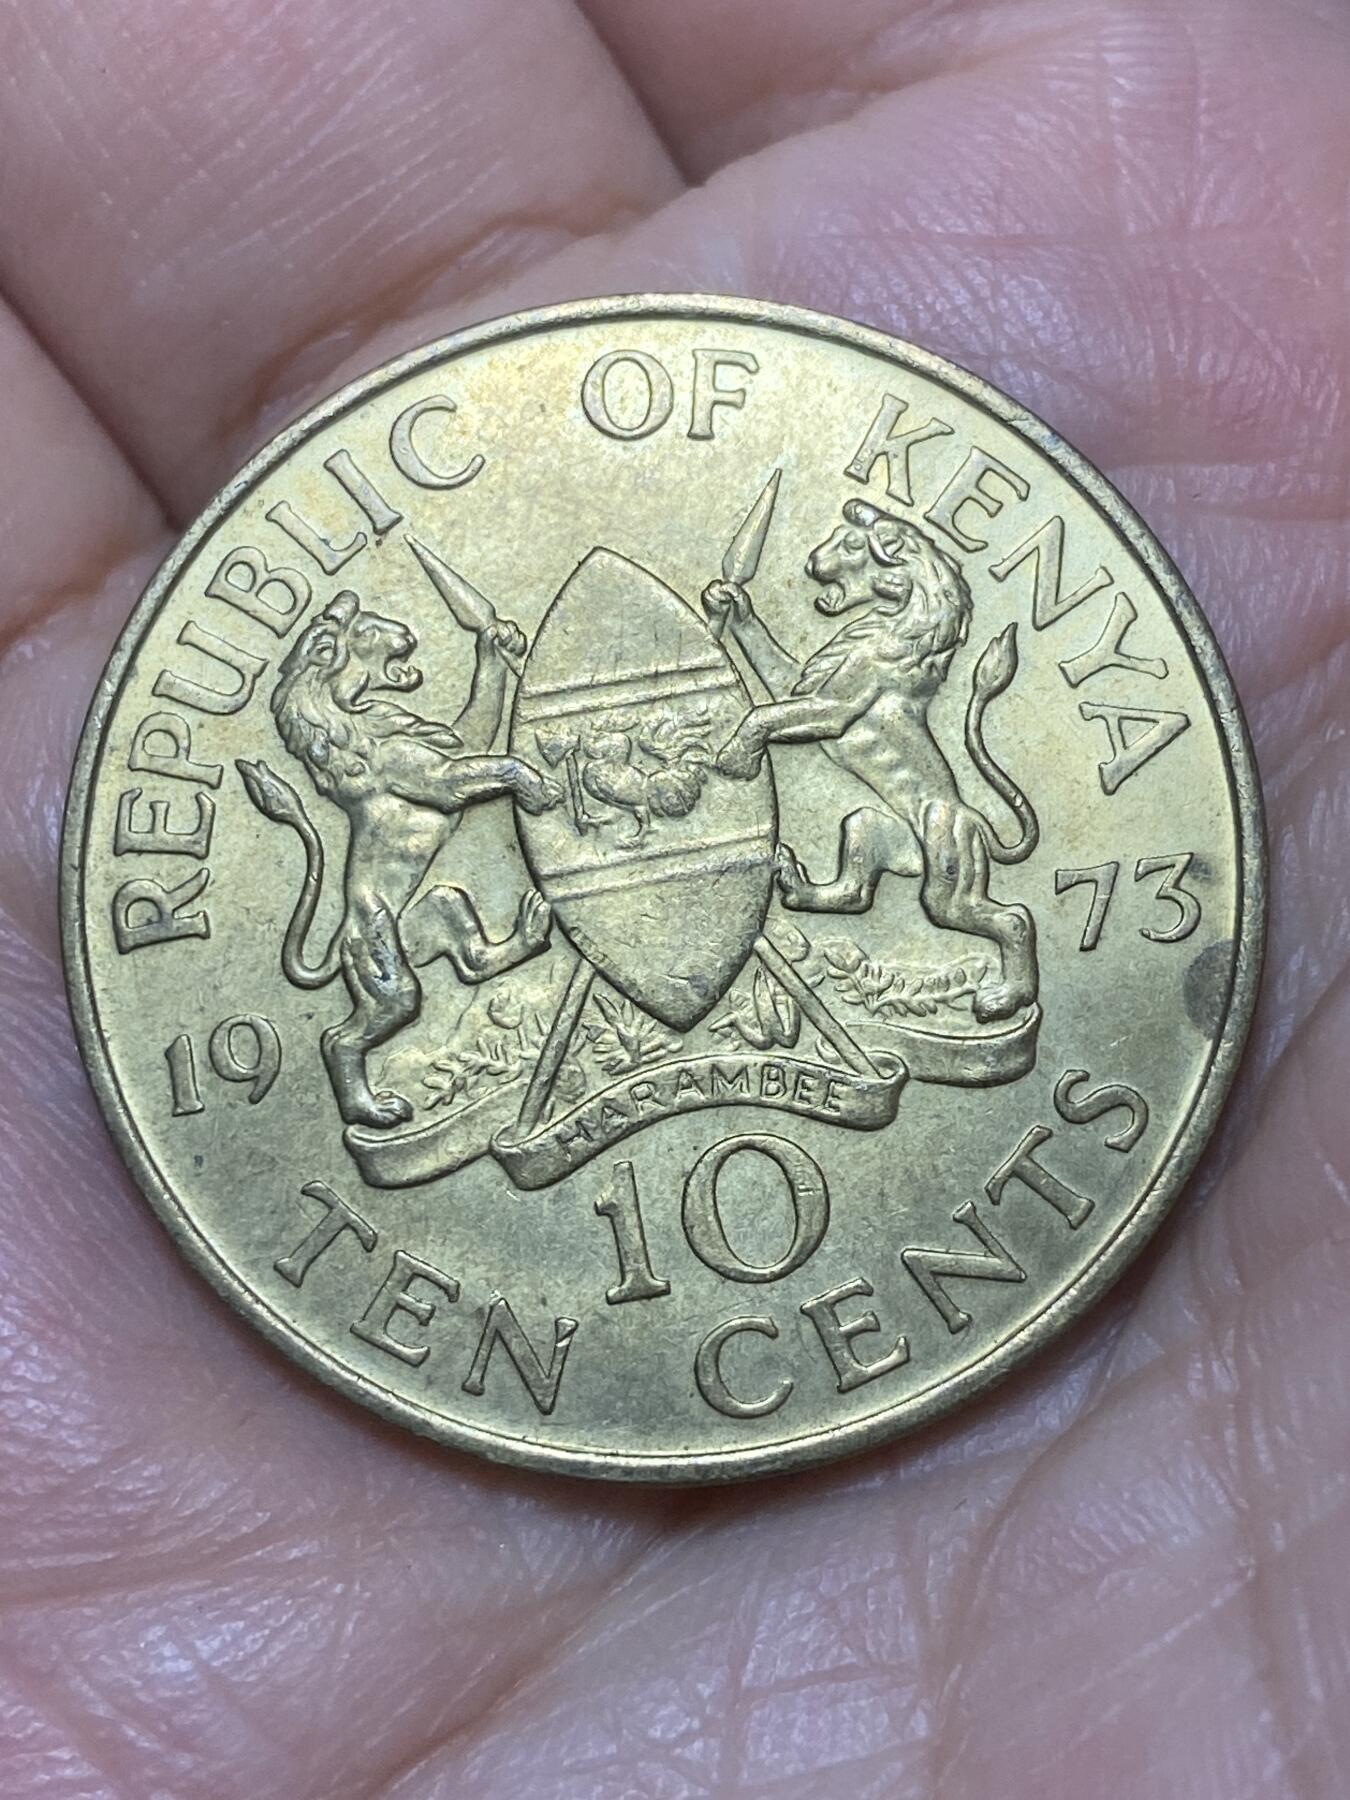 REPUBLIC OF KENYA
19 73
HARAMBEE
10
TEN CENTS